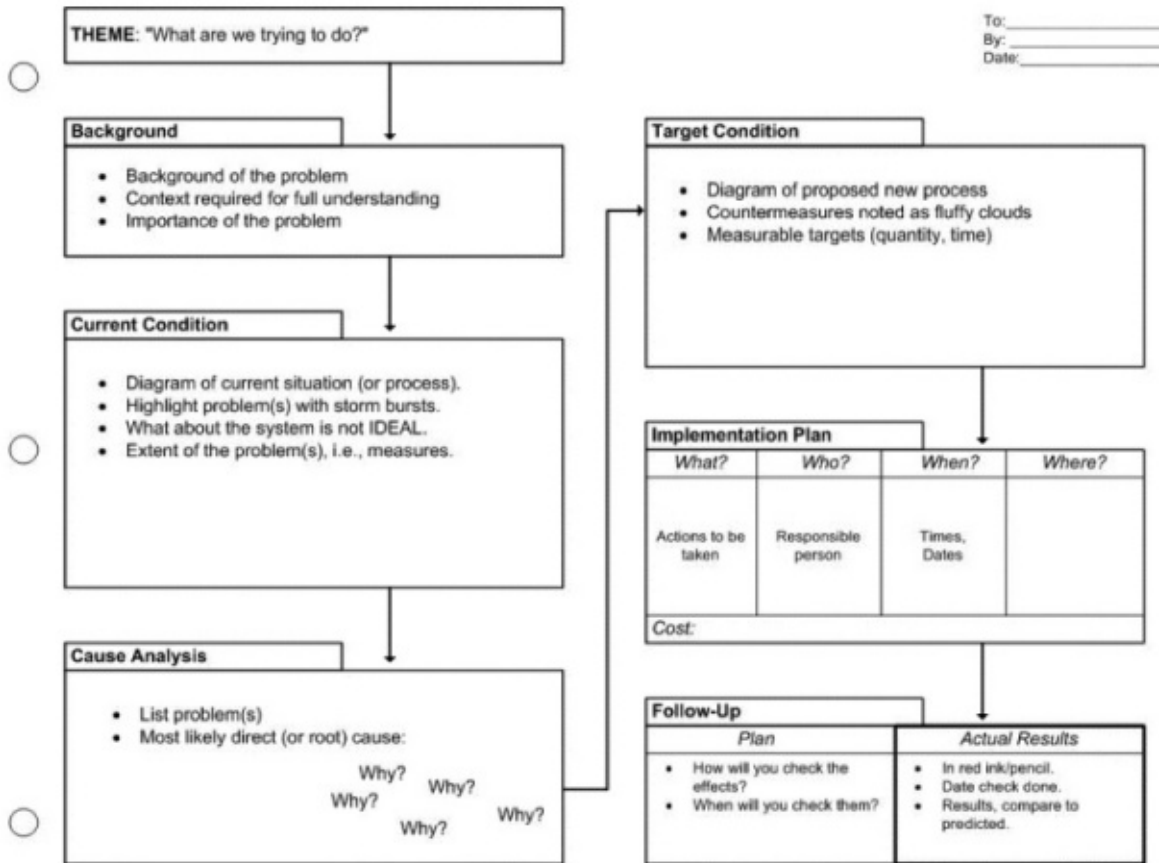 THEME: "What are we trying to do?"
To:
By:
Date:
Background
• Background of the problem
• Context required for full understanding
• Importance of the problem
Current Condition
• Diagram of current situation (or process).
• Highlight problem(s) with storm bursts.
• What about the system is not IDEAL.
• Extent of the problem(s), i.e., measures.
Cause Analysis
• List problem(s)
• Most likely direct (or root) cause:
Why?
Why?
Why?
Why?
Why?
Target Condition
• Diagram of proposed new process
• Countermeasures noted as fluffy clouds
• Measurable targets (quantity, time)
Implementation Plan
What? Who? When? Where?
Actions to be Responsible Times,
taken person Dates
Cost:
Follow-Up
Plan
• How will you check the
effects?
• When will you check them?
Actual Results
• In red ink/pencil.
• Date check done.
• Results, compare to
predicted.